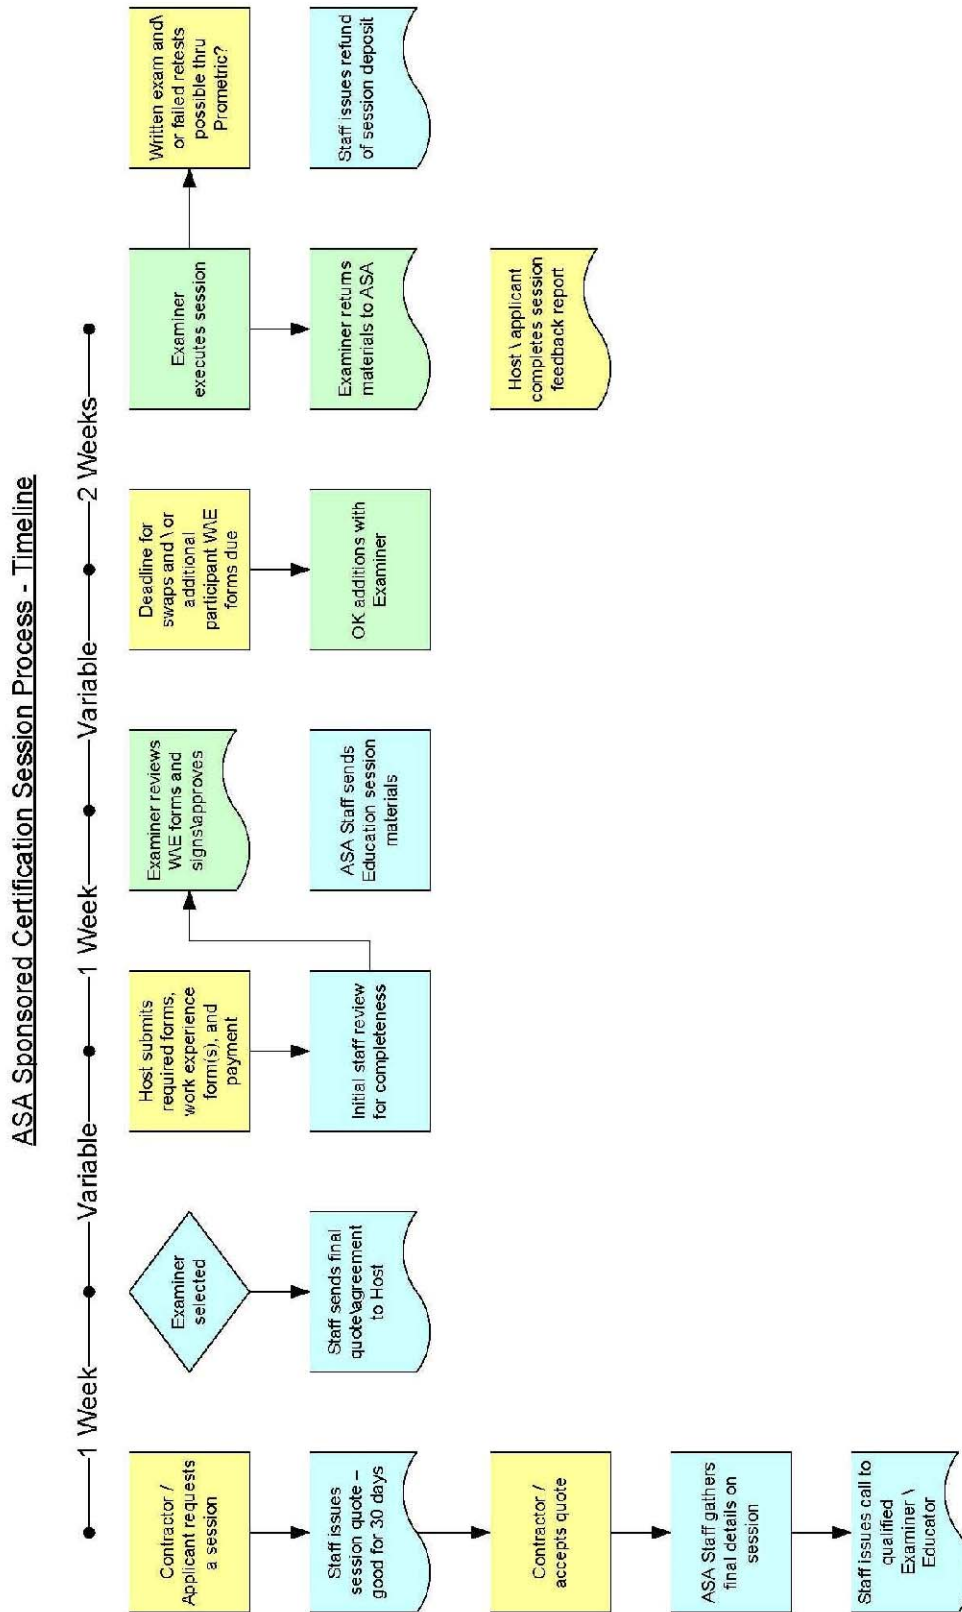 ASA Sponsored Certification Session Process - Timeline
1 Week
Variable
1 Week
Variable
2 Weeks
Contractor /
Applicant requests
a session
Staff issues
session quote –
good for 30 days
Contractor /
accepts quote
ASA Staff gathers
final details on
session
Staff issues call to
qualified
Examiner \
Educator
Examiner
selected
Staff sends final
quote\agreement
to Host
Host submits
required forms,
work experience
form(s), and
payment
Initial staff review
for completeness
Examiner reviews
W\E forms and
signs\approves
ASA Staff sends
Education session
materials
Deadline for
swaps and \ or
additional
participant W\E
forms due
OK additions with
Examiner
Examiner
executes session
Examiner returns
materials to ASA
Host \ applicant
completes session
feedback report
Written exam and\
or failed retests
possible thru
Prometric?
Staff issues refund
of session deposit